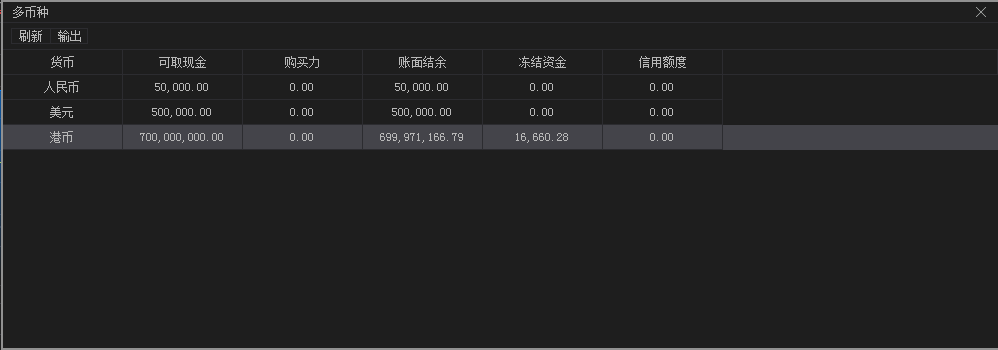 多币种
刷新 输出
货币 可取现金 购买力 账面结余 冻结资金 信用额度
人民币 50,000.00 0.00 50,000.00 0.00 0.00
美元 500,000.00 0.00 500,000.00 0.00 0.00
港币 700,000,000.00 0.00 699,971,166.79 16,660.28 0.00